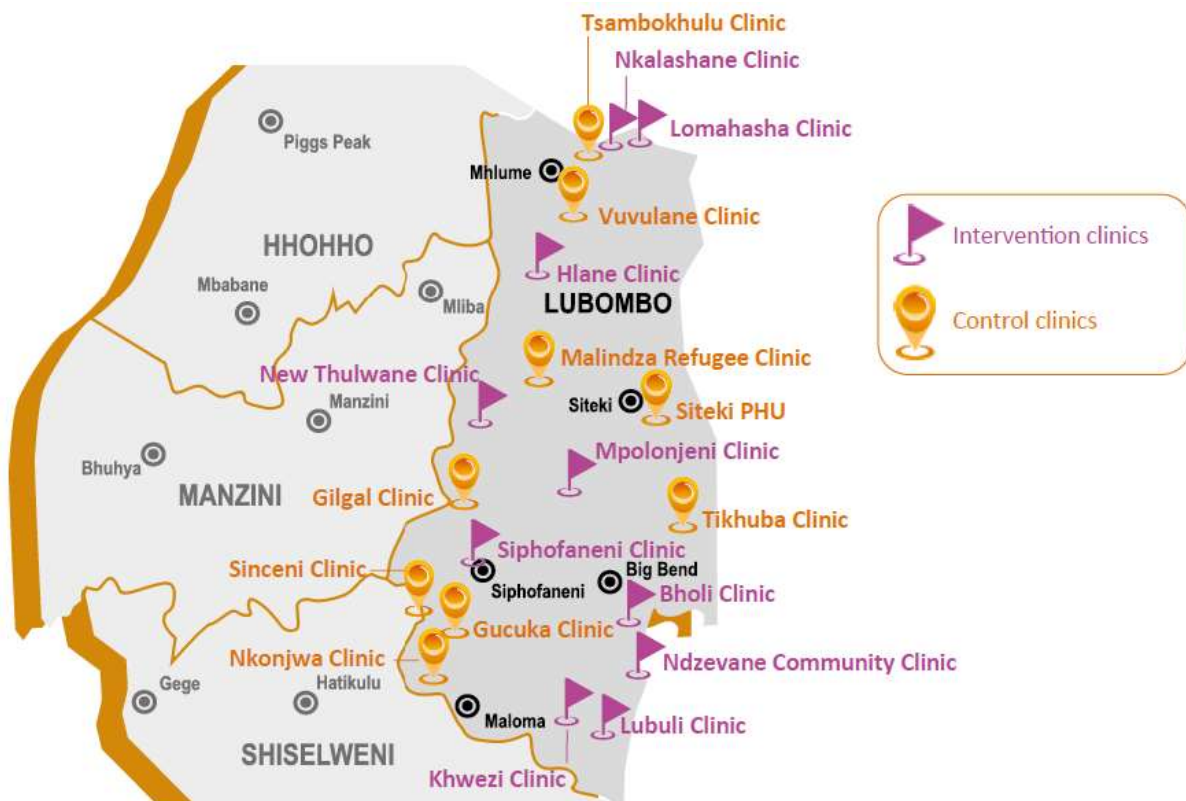 Tsambokhulu Clinic
Nkalashane Clinic
Lomahasha Clinic
Piggs Peak
Mhlume
Vuvulane Clinic
Intervention clinics
HHOHHO
Hlane Clinic
Mbabane
Mliba
LUBOMBO
Control clinics
Malindza Refugee Clinic
New Thulwane Clinic
Manzini
Siteki
Siteki PHU
Bhuhya
Mpolonjeni Clinic
MANZINI
Gilgal Clinic
Tikhuba Clinic
Siphofaneni Clinic
Sinceni Clinic
Big Bend
Siphofaneni
Bholi Clinic
Gucuka Clinic
Nkonjwa Clinic
Ndzevane Community Clinic
Gege
Hatikulu
Maloma
Lubuli Clinic
SHISELWENI
Khwezi Clinic